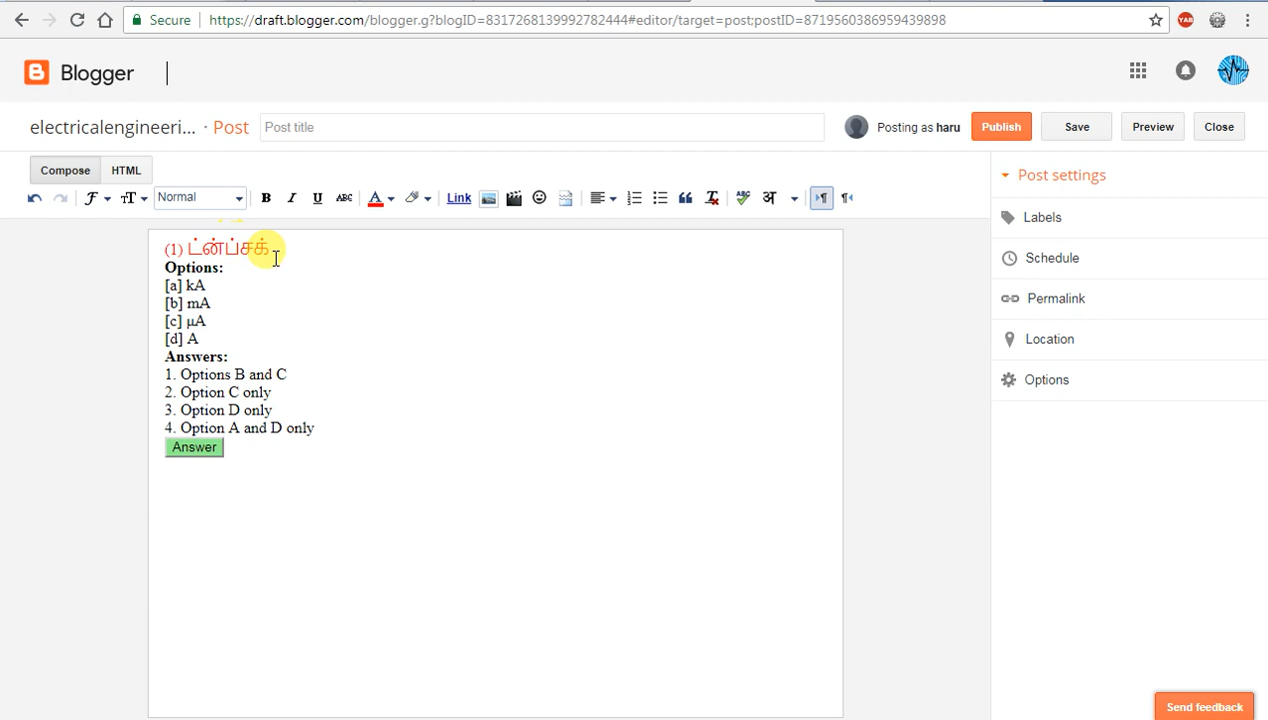 Secure
https://draft.blogger.com/blogger.g?blogID=8317268139992782444#editor/target=post;postID=8719560386959439898
YAB
Blogger
electricalengineeri... · Post
Post title
Posting as haru
Publish
Save
Preview
Close
Compose
HTML
Normal
B I U ABC A Link
अ
Post settings
Labels
Schedule
Permalink
Location
Options
(1) ட்ன்ப்சக்
Options:
[a] kA
[b] mA
[c] µA
[d] A
Answers:
1. Options B and C
2. Option C only
3. Option D only
4. Option A and D only
Answer
Send feedback